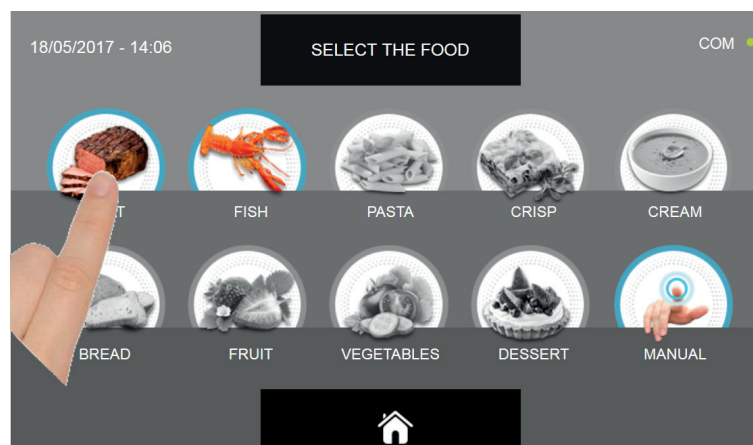 18/05/2017 - 14:06
SELECT THE FOOD
COM
FISH
PASTA
CRISP
CREAM
BREAD
FRUIT
VEGETABLES
DESSERT
MANUAL